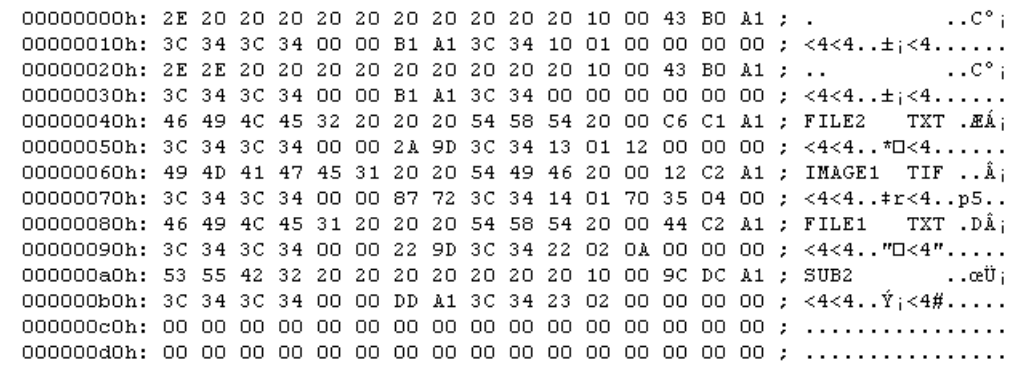 00000000h: 2E 20 20 20 20 20 20 20 20 20 20 10 00 43 B0 A1 ; .          ..C°¡
00000010h: 3C 34 3C 34 00 00 B1 A1 3C 34 10 01 00 00 00 00 ; <4<4..±¡<4......
00000020h: 2E 2E 20 20 20 20 20 20 20 20 20 10 00 43 B0 A1 ; ..         ..C°¡
00000030h: 3C 34 3C 34 00 00 B1 A1 3C 34 00 00 00 00 00 00 ; <4<4..±¡<4......
00000040h: 46 49 4C 45 32 20 20 20 54 58 54 20 00 C6 C1 A1 ; FILE2   TXT .ÆÁ¡
00000050h: 3C 34 3C 34 00 00 2A 9D 3C 34 13 01 12 00 00 00 ; <4<4..*□<4......
00000060h: 49 4D 41 47 45 31 20 20 54 49 46 20 00 12 C2 A1 ; IMAGE1  TIF ..Â¡
00000070h: 3C 34 3C 34 00 00 87 72 3C 34 14 01 70 35 04 00 ; <4<4..‡r<4..p5..
00000080h: 46 49 4C 45 31 20 20 20 54 58 54 20 00 44 C2 A1 ; FILE1   TXT .DÂ¡
00000090h: 3C 34 3C 34 00 00 22 9D 3C 34 22 02 0A 00 00 00 ; <4<4.."□<4".....
000000a0h: 53 55 42 32 20 20 20 20 20 20 20 10 00 9C DC A1 ; SUB2       ..œÜ¡
000000b0h: 3C 34 3C 34 00 00 DD A1 3C 34 23 02 00 00 00 00 ; <4<4..Ý¡<4#.....
000000c0h: 00 00 00 00 00 00 00 00 00 00 00 00 00 00 00 00 ; ................
000000d0h: 00 00 00 00 00 00 00 00 00 00 00 00 00 00 00 00 ; ................